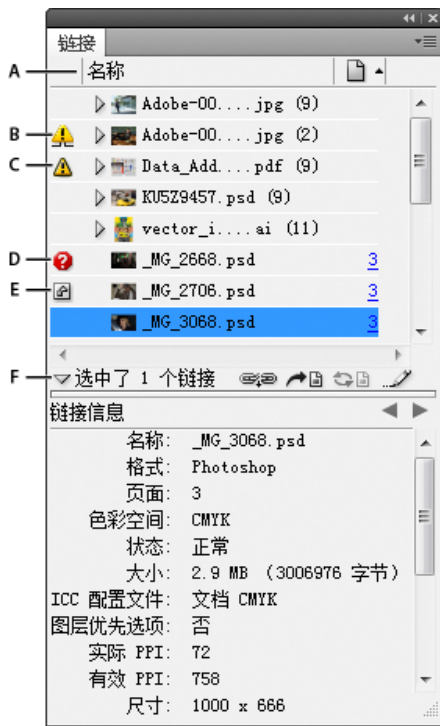 链接
A 名称
Adobe-00....jpg (9)
B Adobe-00....jpg (2)
C Data_Add....pdf (9)
KU5Z9457.psd (9)
vector_i....ai (11)
D _MG_2668.psd 3
E _MG_2706.psd 3
_MG_3068.psd 3
F 选中了 1 个链接
链接信息
名称: _MG_3068.psd
格式: Photoshop
页面: 3
色彩空间: CMYK
状态: 正常
大小: 2.9 MB (3006976 字节)
ICC 配置文件: 文档 CMYK
图层优先选项: 否
实际 PPI: 72
有效 PPI: 758
尺寸: 1000 x 666